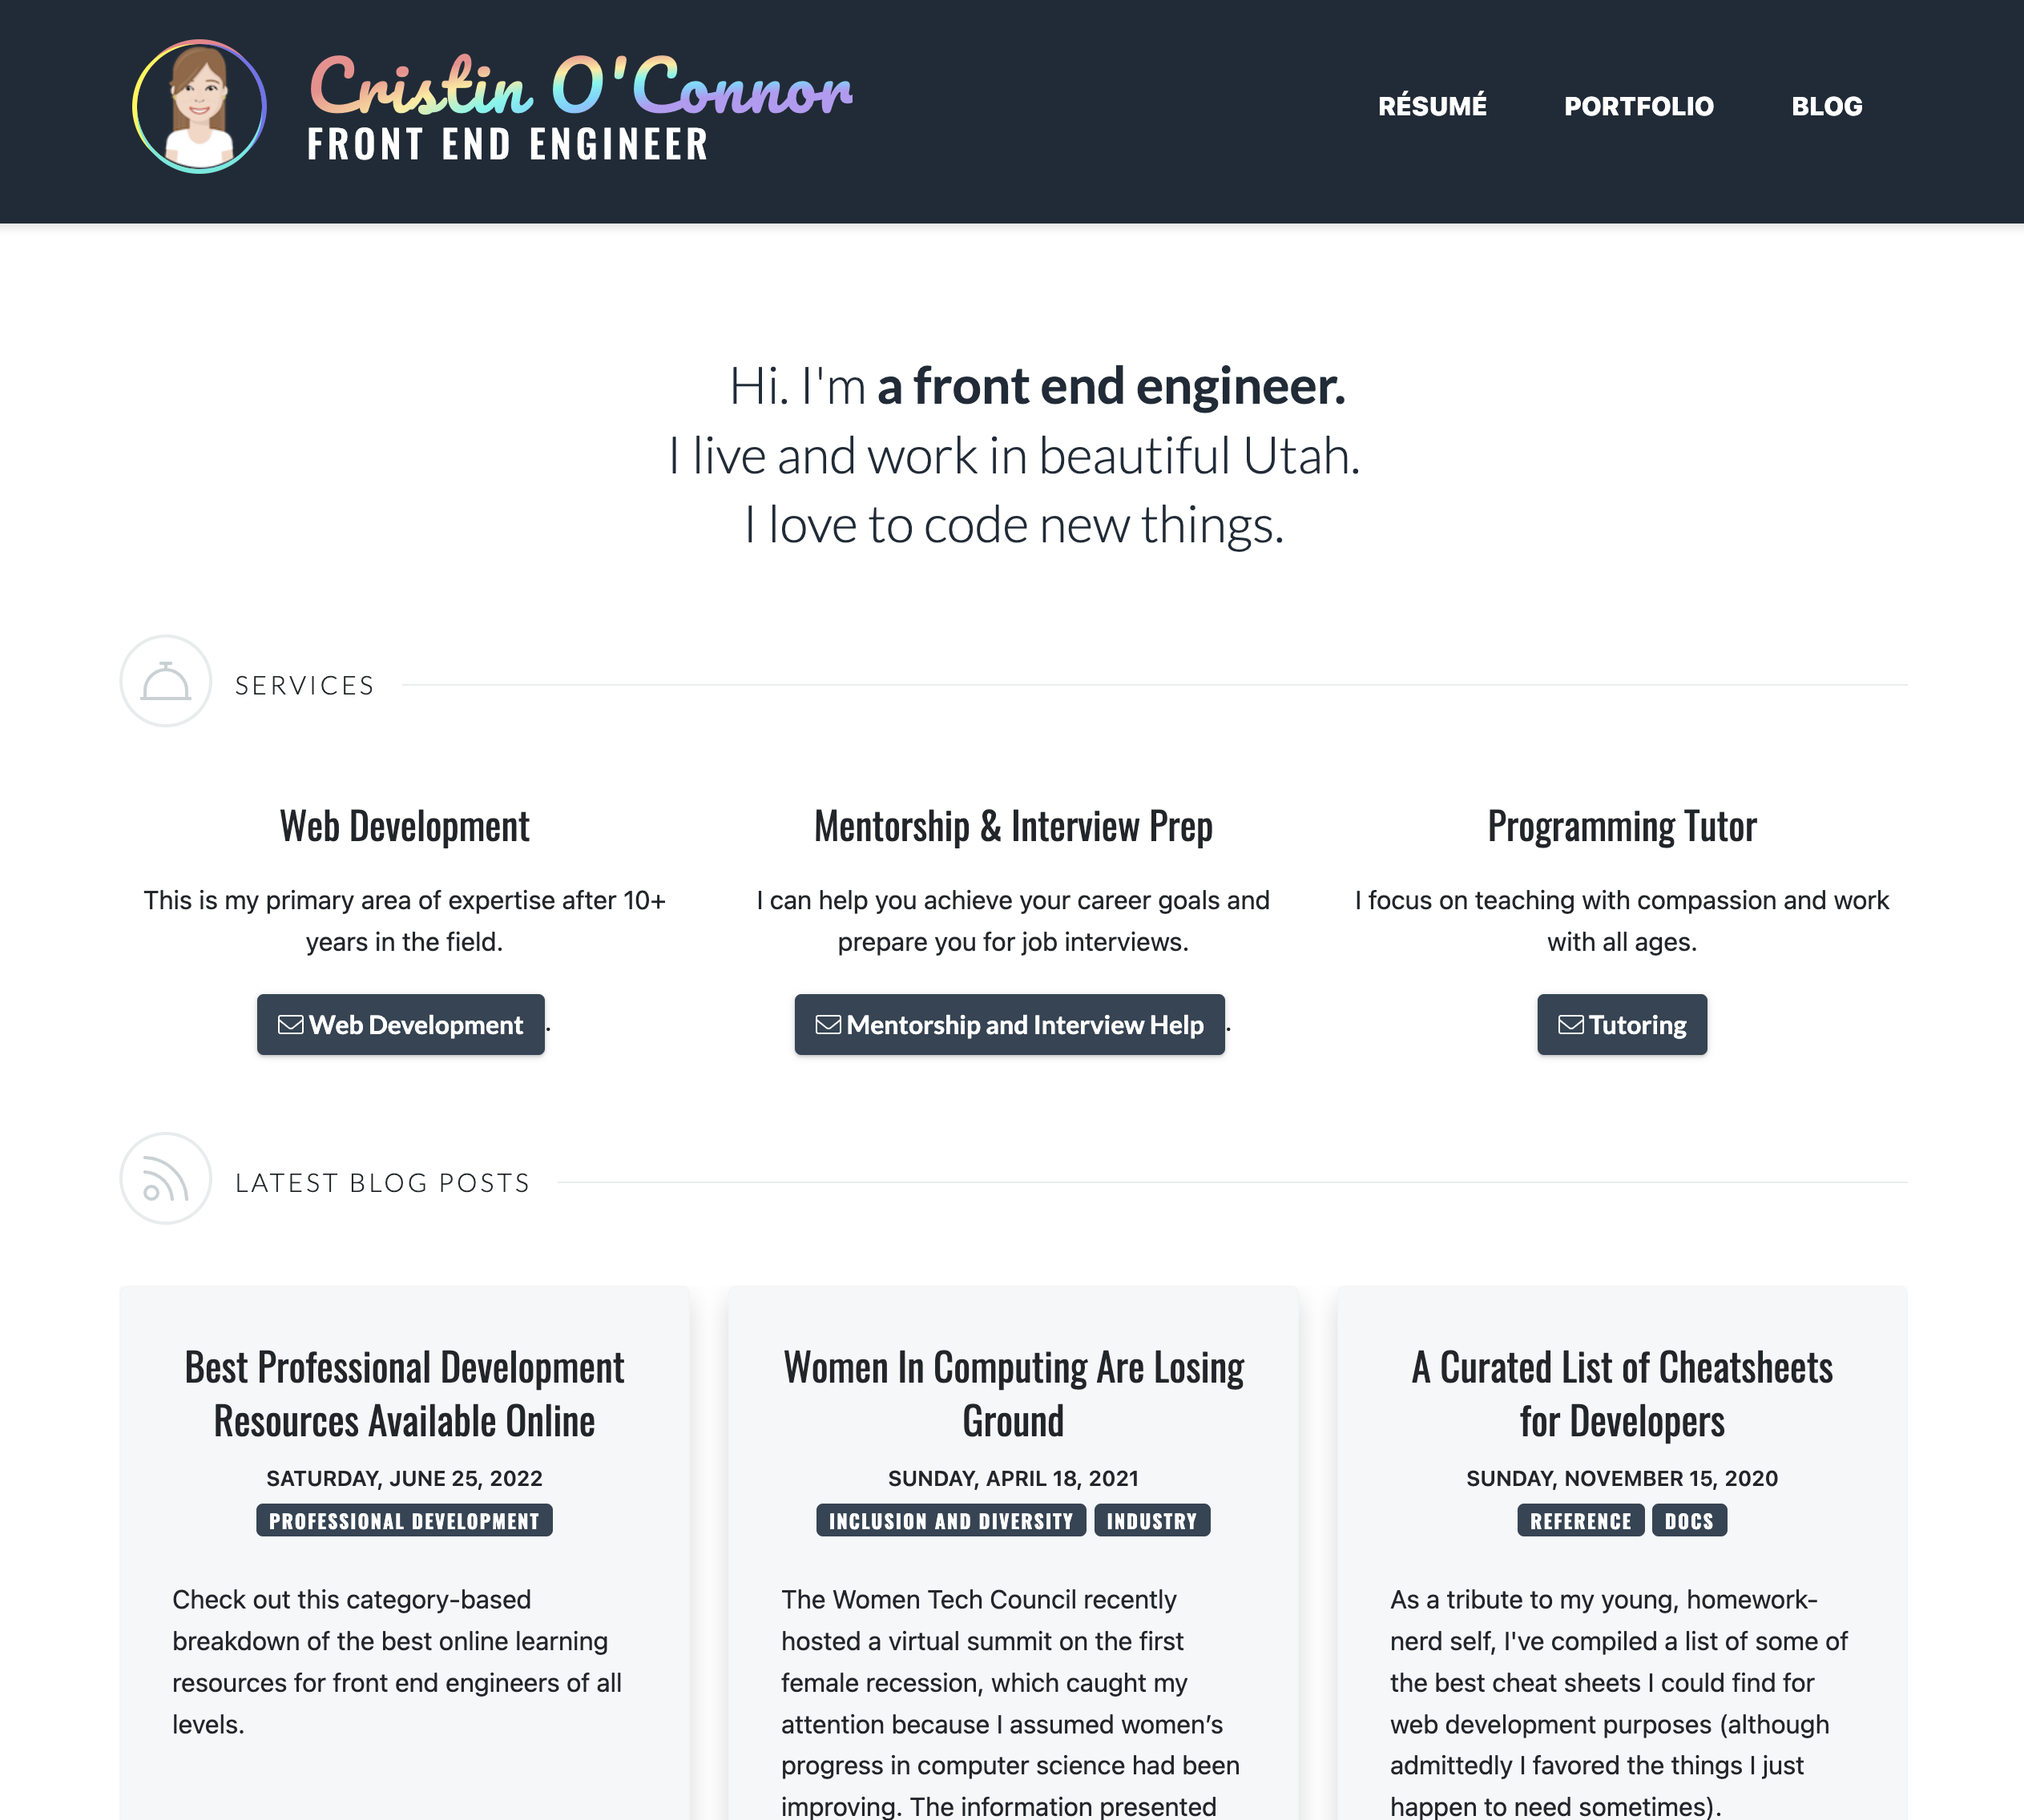 Cristin O'Connor
FRONT END ENGINEER
RÉSUMÉ
PORTFOLIO
BLOG
Hi. I'm a front end engineer.
I live and work in beautiful Utah.
I love to code new things.
SERVICES
Web Development
This is my primary area of expertise after 10+
years in the field.
Web Development.
Mentorship & Interview Prep
I can help you achieve your career goals and
prepare you for job interviews.
Mentorship and Interview Help.
Programming Tutor
I focus on teaching with compassion and work
with all ages.
Tutoring
LATEST BLOG POSTS
Best Professional Development
Resources Available Online
SATURDAY, JUNE 25, 2022
PROFESSIONAL DEVELOPMENT
Check out this category-based
breakdown of the best online learning
resources for front end engineers of all
levels.
Women In Computing Are Losing
Ground
SUNDAY, APRIL 18, 2021
INCLUSION AND DIVERSITY INDUSTRY
The Women Tech Council recently
hosted a virtual summit on the first
female recession, which caught my
attention because I assumed women’s
progress in computer science had been
improving. The information presented
A Curated List of Cheatsheets
for Developers
SUNDAY, NOVEMBER 15, 2020
REFERENCE DOCS
As a tribute to my young, homework-
nerd self, I've compiled a list of some of
the best cheat sheets I could find for
web development purposes (although
admittedly I favored the things I just
happen to need sometimes).